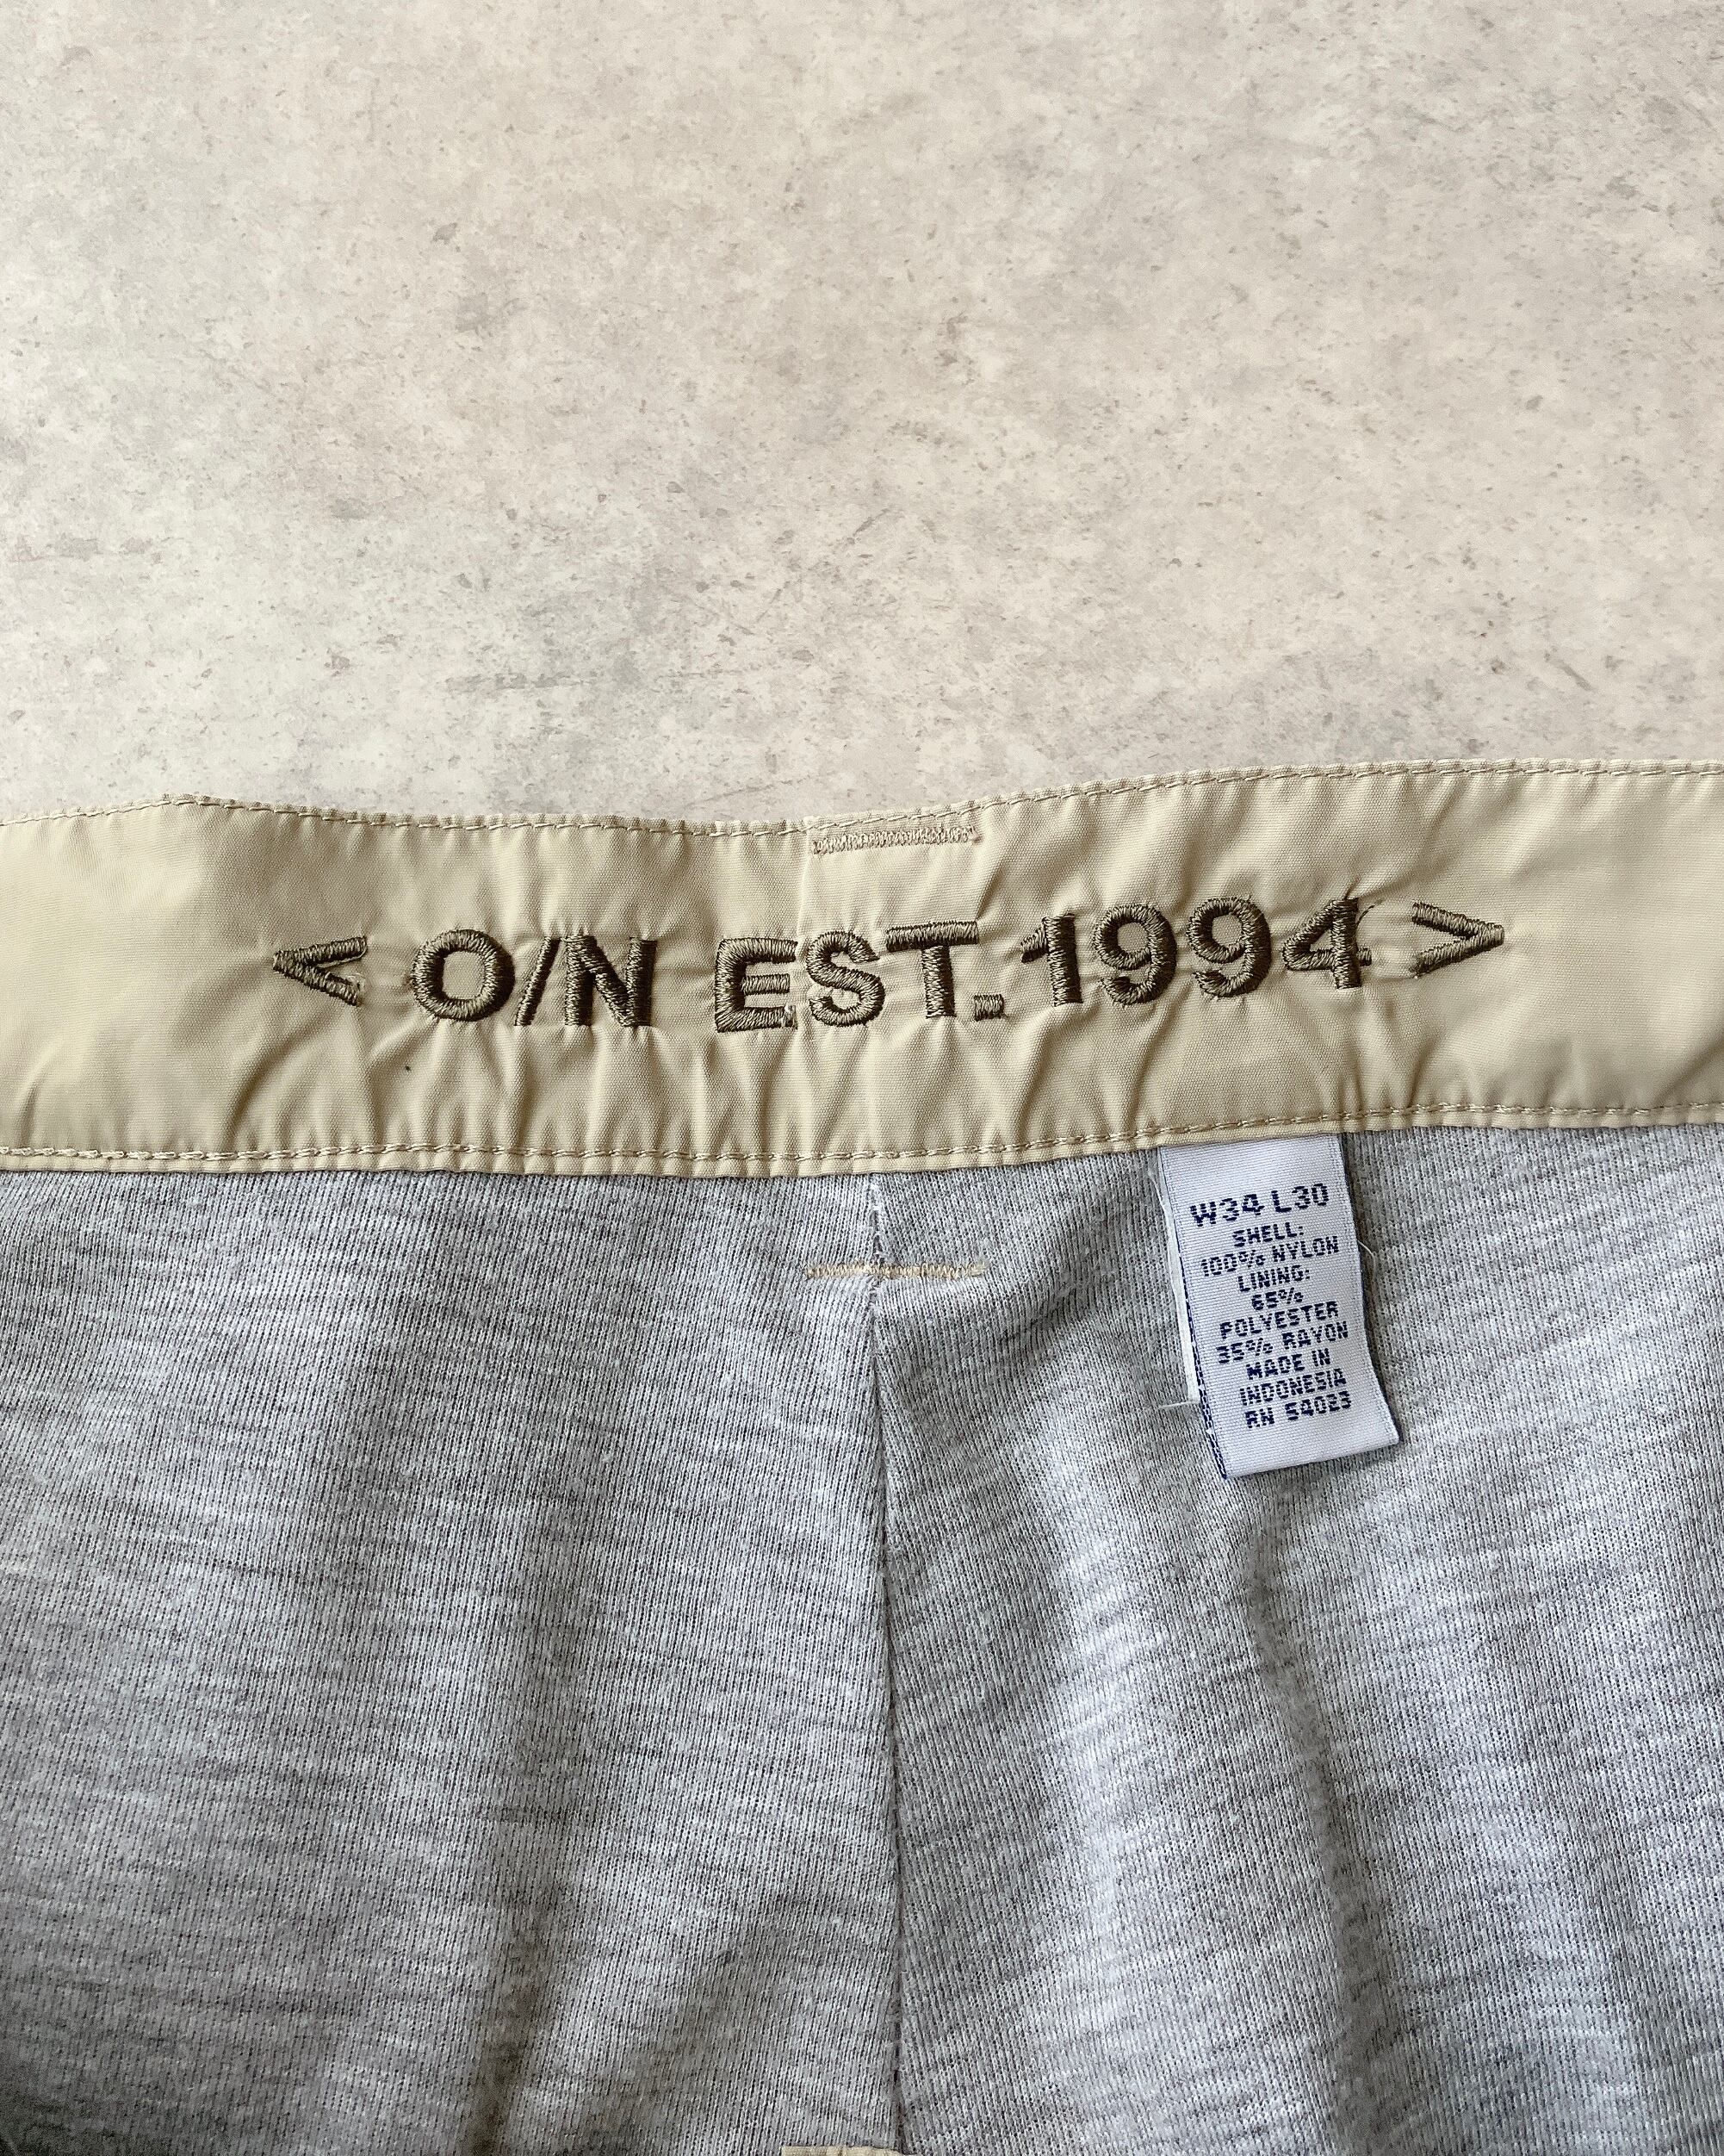 < O/N EST. 1994 >
W34 L30
SHELL:
100% NYLON
LINING:
65%
POLYESTER
35% RAYON
MADE IN
INDONESIA
RN 54023